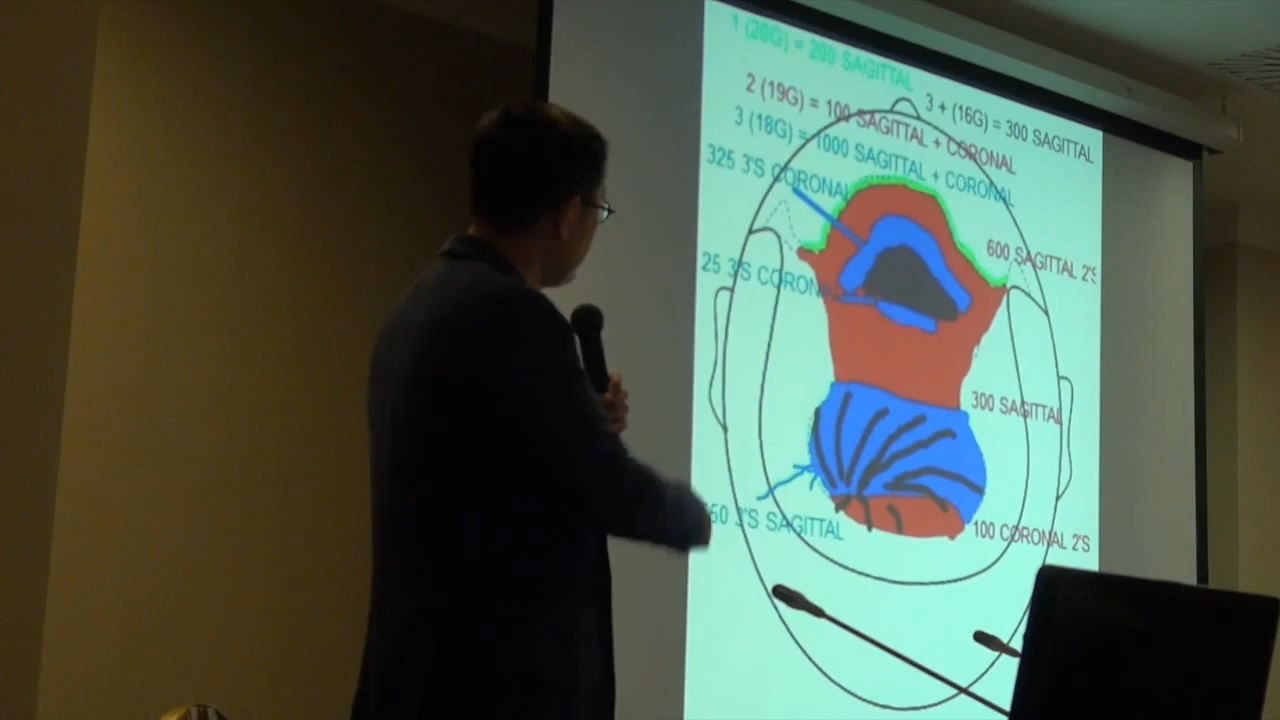 1 (20G) = 200 SAGITTAL
2 (19G) = 100 SAGITTAL + CORONAL
3 + (16G) = 300 SAGITTAL
3 (18G) = 1000 SAGITTAL + CORONAL
325 3'S CORONAL
600 SAGITTAL 2'S
25 3'S CORONAL
300 SAGITTAL
50 3'S SAGITTAL
100 CORONAL 2'S